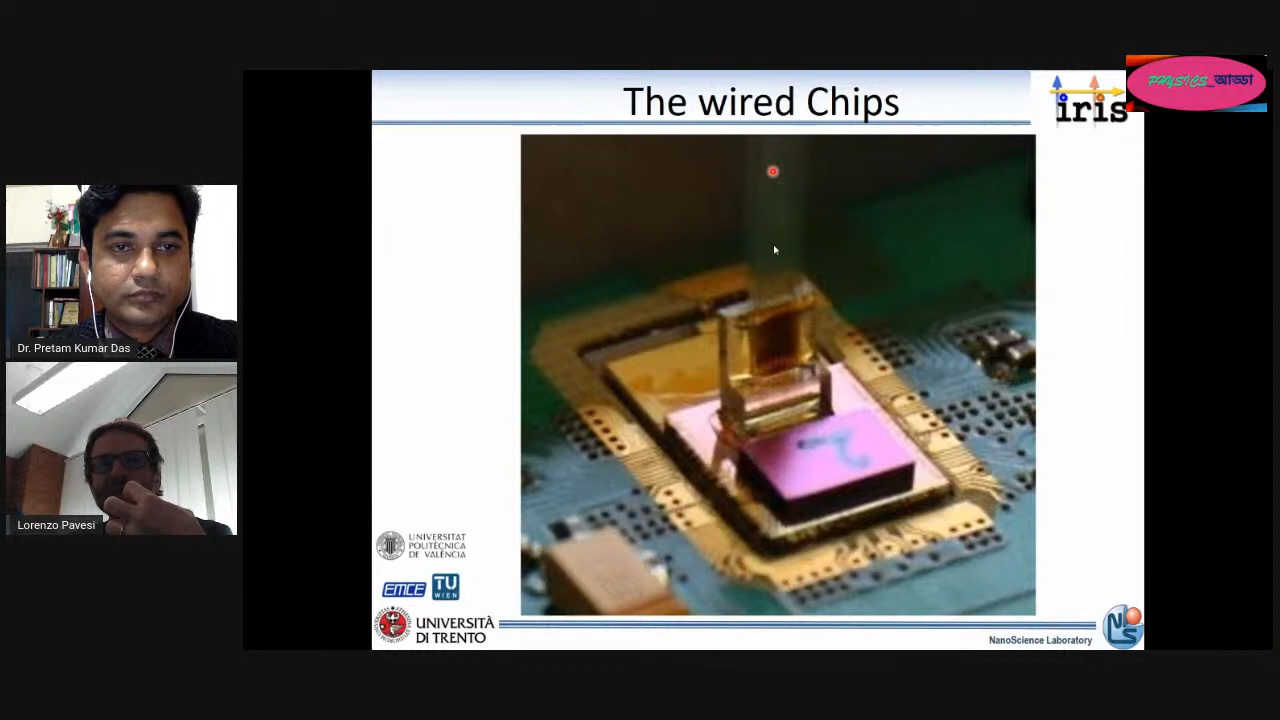 The wired Chips
iris
PHYSICS_আড্ডা
Dr. Pretam Kumar Das
Lorenzo Pavesi
UNIVERSITAT
POLITÈCNICA
DE VALÈNCIA
EMCE
TU
WIEN
UNIVERSITÀ
DI TRENTO
NanoScience Laboratory